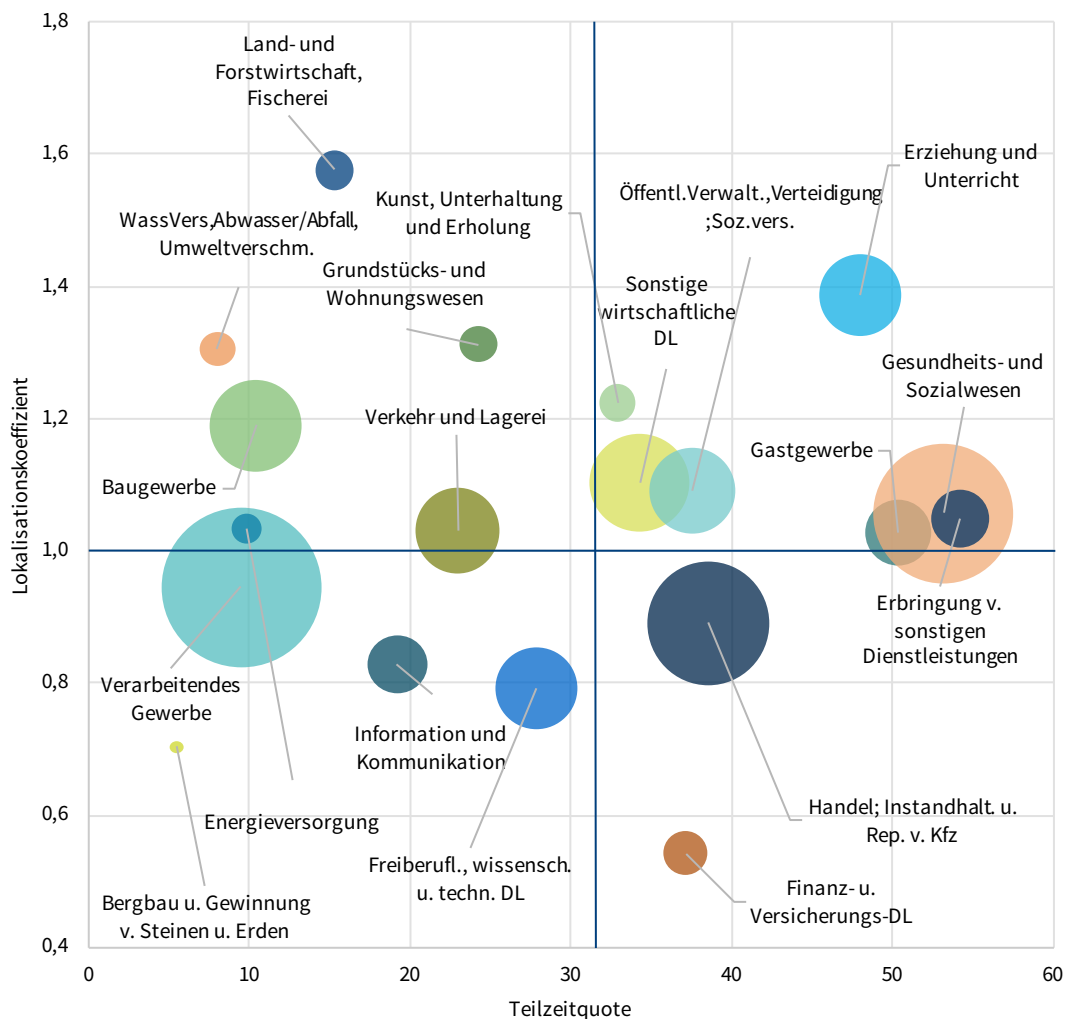 1,8
Land- und
Forstwirtschaft,
Fischerei
1,6
Erziehung und
Unterricht
Öffentl.Verwalt.,Verteidigung
;Soz.vers.
Kunst, Unterhaltung
und Erholung
WassVers,Abwasser/Abfall,
Umweltverschm.
Grundstücks- und
Wohnungswesen
Sonstige
wirtschaftliche
DL
1,4
Gesundheits- und
Sozialwesen
1,2
Verkehr und Lagerei
Gastgewerbe
Baugewerbe
Lokalisationskoeffizient
1,0
Erbringung v.
sonstigen
Dienstleistungen
0,8
Verarbeitendes
Gewerbe
Information und
Kommunikation
Energieversorgung
Handel; Instandhalt. u.
Rep. v. Kfz
0,6
Freiberufl., wissensch.
u. techn. DL
Finanz- u.
Versicherungs-DL
Bergbau u. Gewinnung
v. Steinen u. Erden
0,4
0 10 20 30 40 50 60
Teilzeitquote